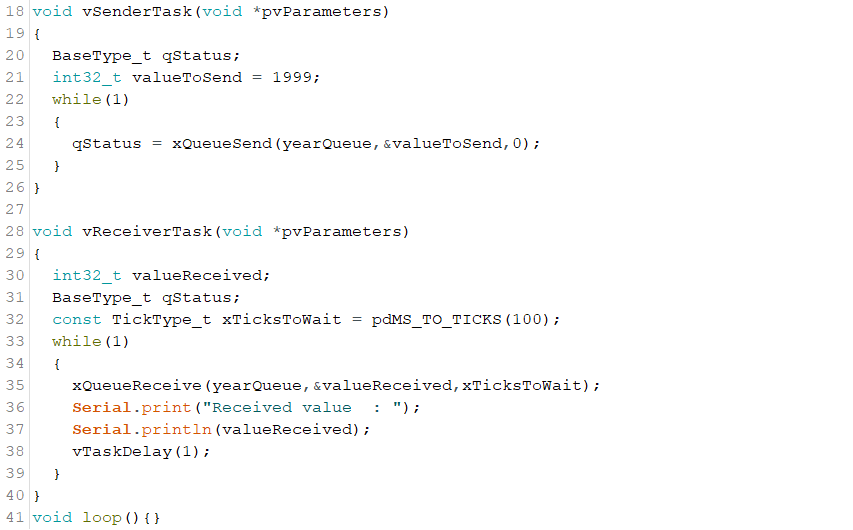 18 void vSenderTask(void *pvParameters)
19 {
20   BaseType_t qStatus;
21   int32_t valueToSend = 1999;
22   while(1)
23   {
24     qStatus = xQueueSend(yearQueue,&valueToSend,0);
25   }
26 }
27
28 void vReceiverTask(void *pvParameters)
29 {
30   int32_t valueReceived;
31   BaseType_t qStatus;
32   const TickType_t xTicksToWait = pdMS_TO_TICKS(100);
33   while(1)
34   {
35     xQueueReceive(yearQueue,&valueReceived,xTicksToWait);
36     Serial.print("Received value  : ");
37     Serial.println(valueReceived);
38     vTaskDelay(1);
39   }
40 }
41 void loop(){}